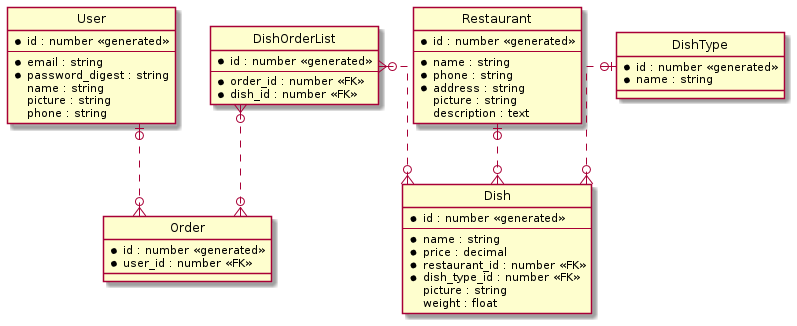 User
id : number «generated»
email : string
password_digest : string
name : string
picture : string
phone : string
DishOrderList
id : number «generated»
order_id : number «FK»
dish_id : number «FK»
Restaurant
id : number «generated»
name : string
phone : string
address : string
picture : string
description : text
DishType
id : number «generated»
name : string
Order
id : number «generated»
user_id : number «FK»
Dish
id : number «generated»
name : string
price : decimal
restaurant_id : number «FK»
dish_type_id : number «FK»
picture : string
weight : float